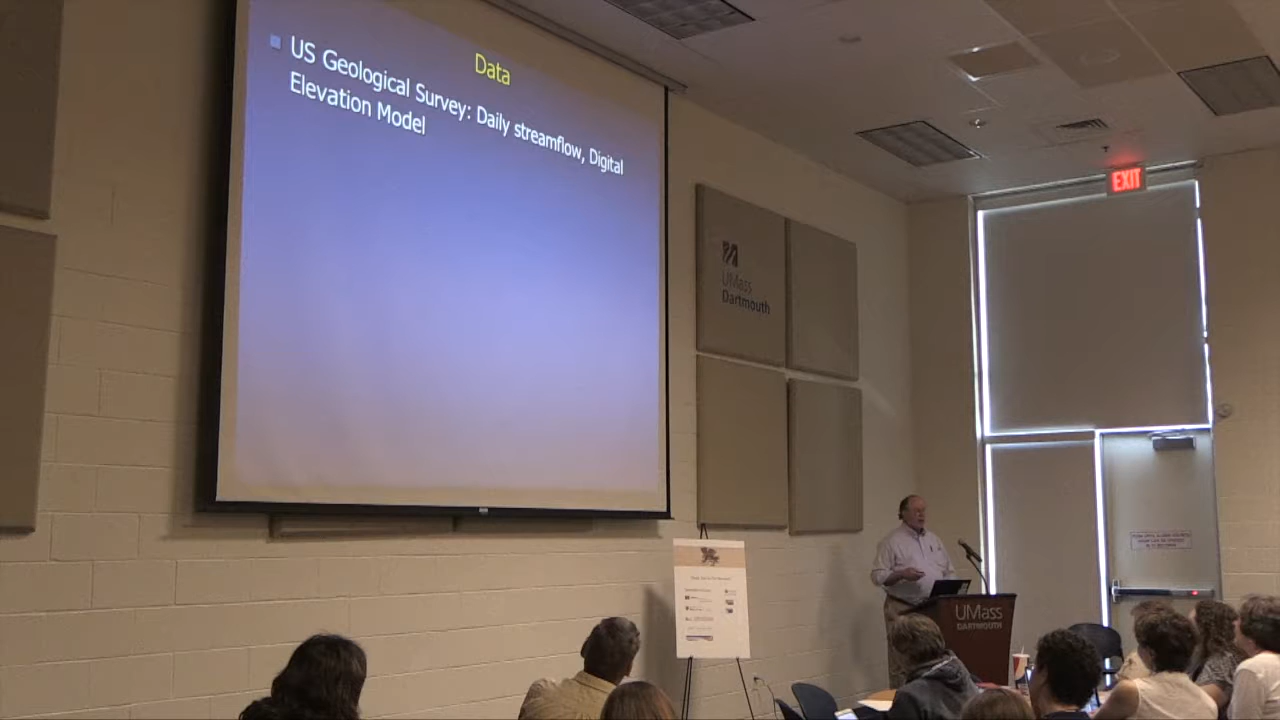 Data
US Geological Survey: Daily streamflow, Digital
Elevation Model
EXIT
UMass
Dartmouth
UMass
DARTMOUTH